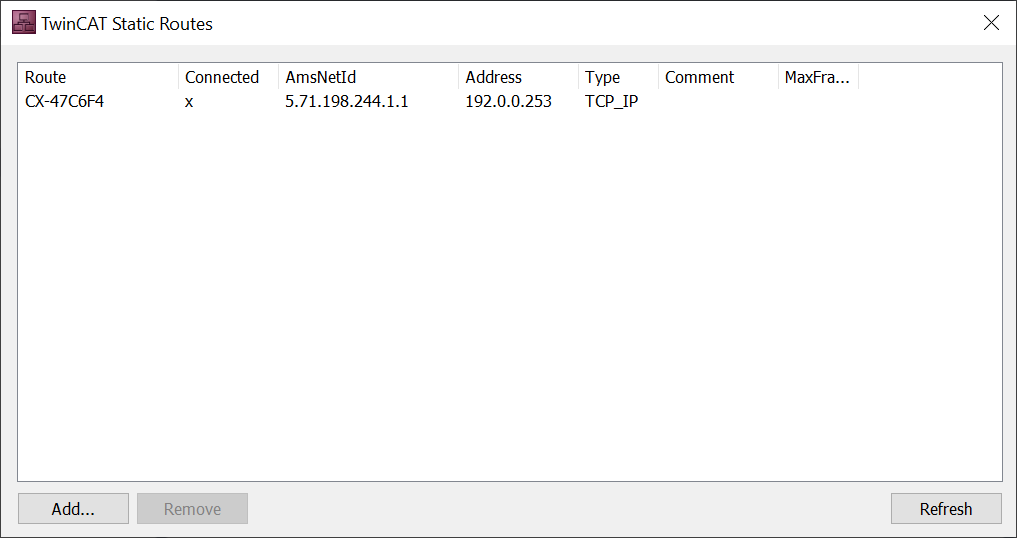 TwinCAT Static Routes
Route Connected AmsNetId Address Type Comment MaxFra...
CX-47C6F4 x 5.71.198.244.1.1 192.0.0.253 TCP_IP
Add... Remove Refresh